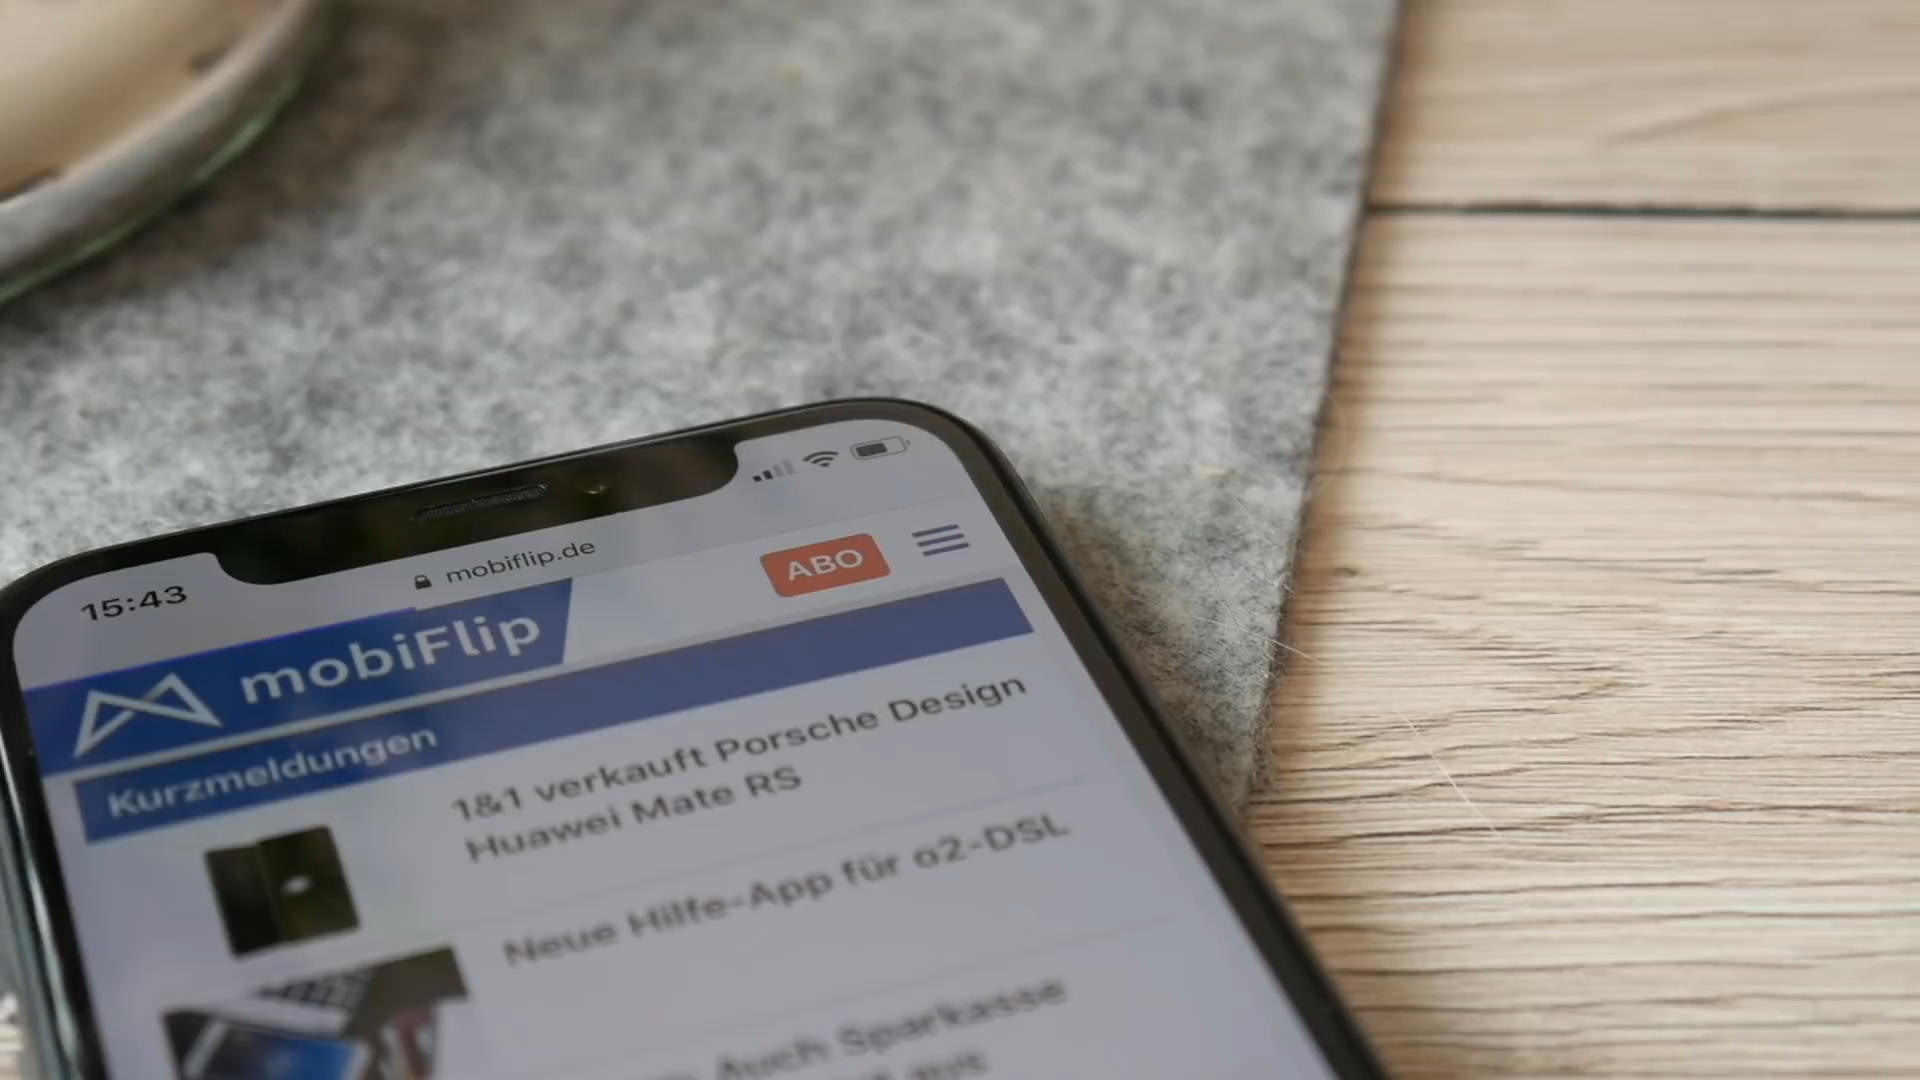 15:43
mobiflip.de
mobiFlip
ABO
Kurzmeldungen
1&1 verkauft Porsche Design
Huawei Mate RS
Neue Hilfe-App für o2-DSL
Auch Sparkasse
aus